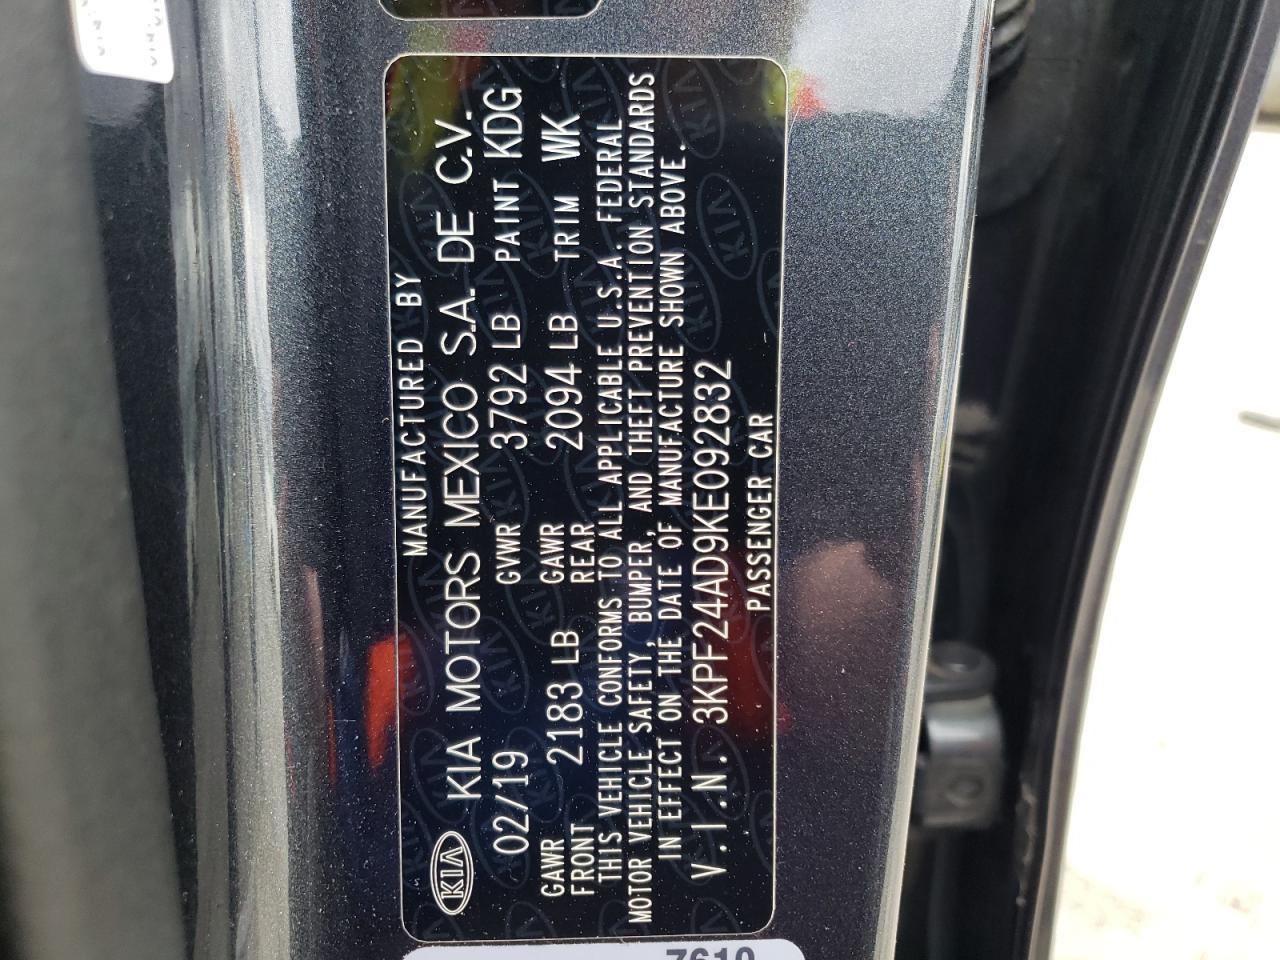 MANUFACTURED BY
KIA KIA MOTORS MEXICO S.A. DE C.V.
02/19 GVWR 3792 LB PAINT KDG
GAWR FRONT 2183 LB GAWR REAR 2094 LB TRIM WK
THIS VEHICLE CONFORMS TO ALL APPLICABLE U.S.A. FEDERAL
MOTOR VEHICLE SAFETY, BUMPER, AND THEFT PREVENTION STANDARDS
IN EFFECT ON THE DATE OF MANUFACTURE SHOWN ABOVE.
V.I.N. 3KPF24AD9KE092832
PASSENGER CAR
7610